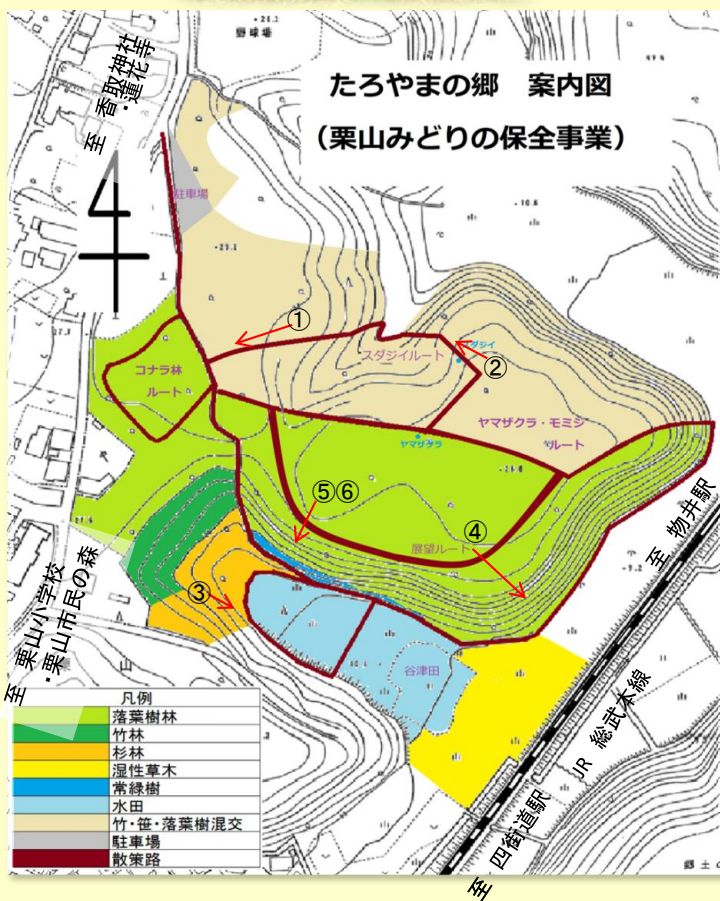 野球場
たろやまの郷　案内図
（栗山みどりの保全事業）
至 香取神社
・蓮花寺
駐車場
①
スダジイ
②
スダジイルート
コナラ林
ルート
ヤマザクラ・モミジ
ルート
ヤマザクラ
⑤⑥
④
展望ルート
至 物井駅
③
至 栗山小学校
・栗山市民の森
山
谷津田
JR 総武本線
至 四街道駅
凡例
落葉樹林
竹林
杉林
湿性草木
常緑樹
水田
竹・笹・落葉樹混交
駐車場
散策路